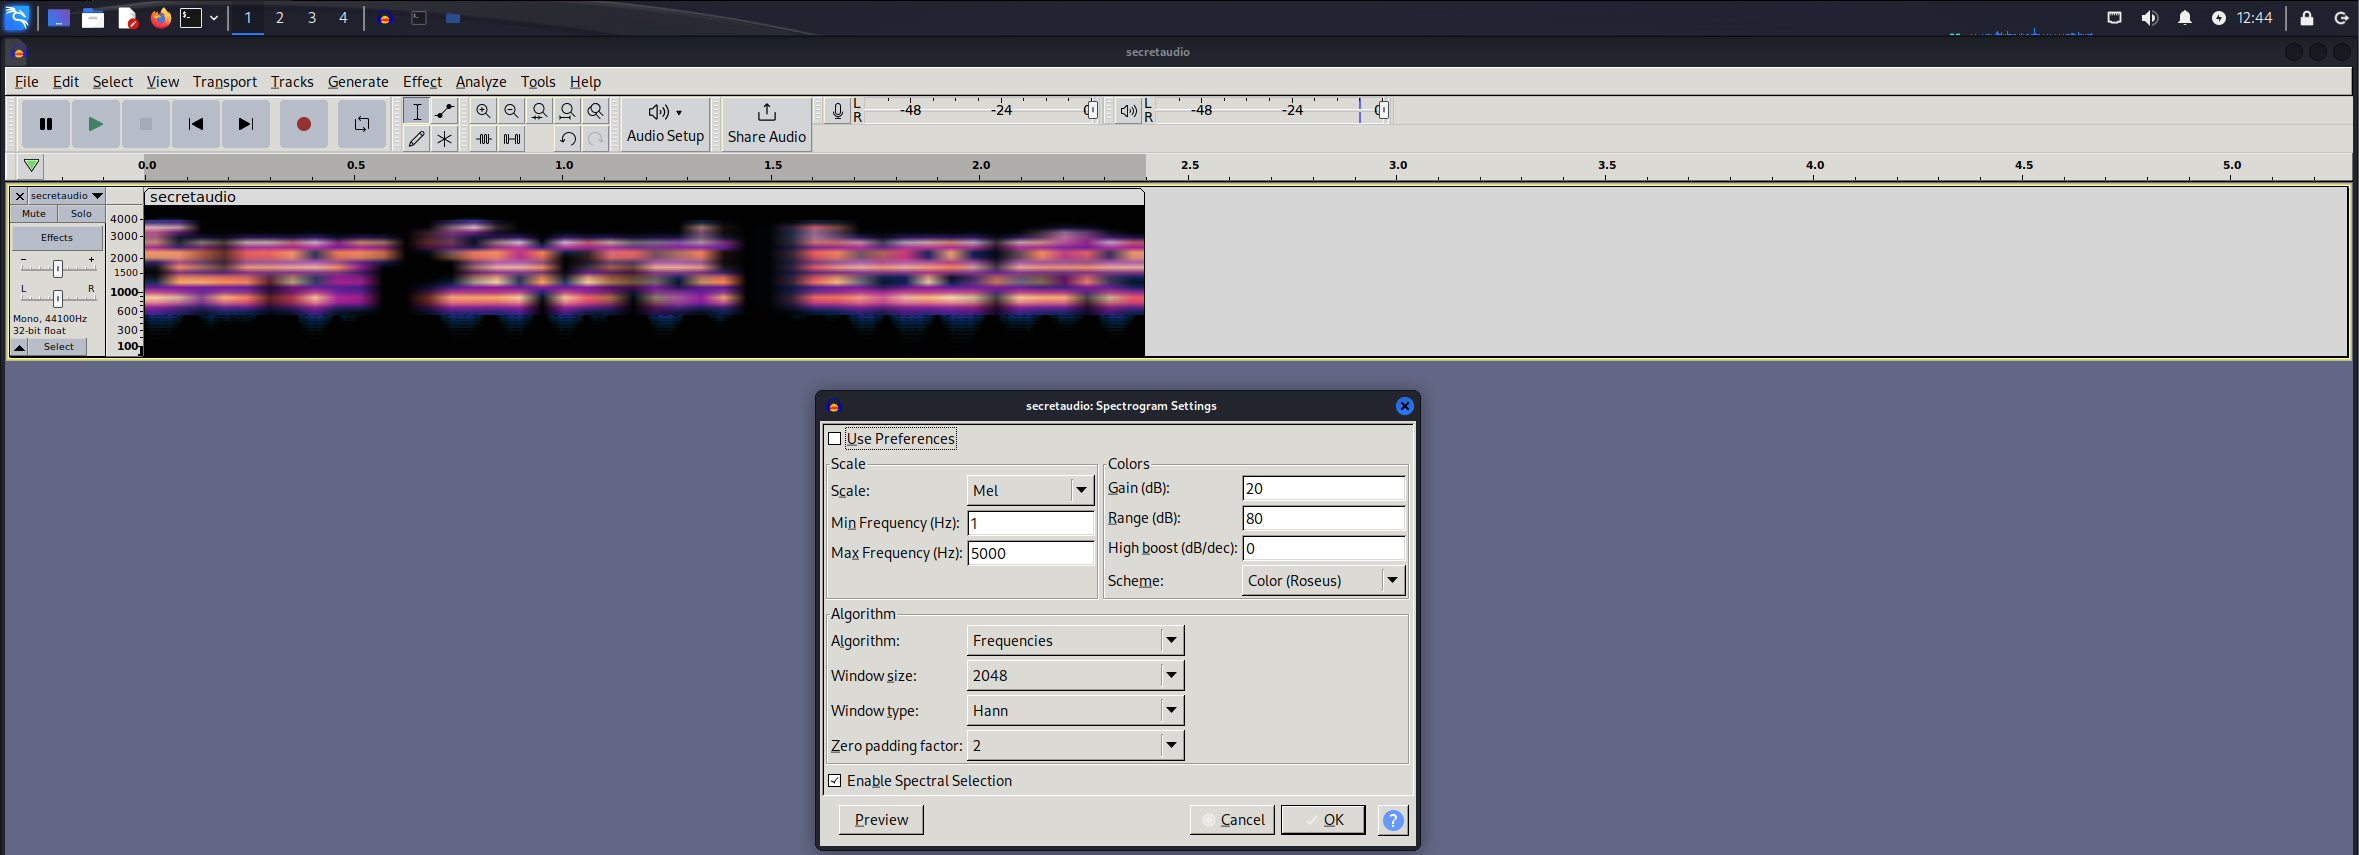 1 2 3 4 12:44
secretaudio
File Edit Select View Transport Tracks Generate Effect Analyze Tools Help
Audio Setup Share Audio L R -48 -24 0 L R -48 -24 0
0.0 0.5 1.0 1.5 2.0 2.5 3.0 3.5 4.0 4.5 5.0
secretaudio secretaudio
Mute Solo
Effects
- +
L R
Mono, 44100Hz
32-bit float
Select
4000
3000
2000
1500
1000
600
300
100
secretaudio: Spectrogram Settings
Use Preferences
Scale
Scale: Mel
Min Frequency (Hz): 1
Max Frequency (Hz): 5000
Colors
Gain (dB): 20
Range (dB): 80
High boost (dB/dec): 0
Scheme: Color (Roseus)
Algorithm
Algorithm: Frequencies
Window size: 2048
Window type: Hann
Zero padding factor: 2
Enable Spectral Selection
Preview Cancel OK ?